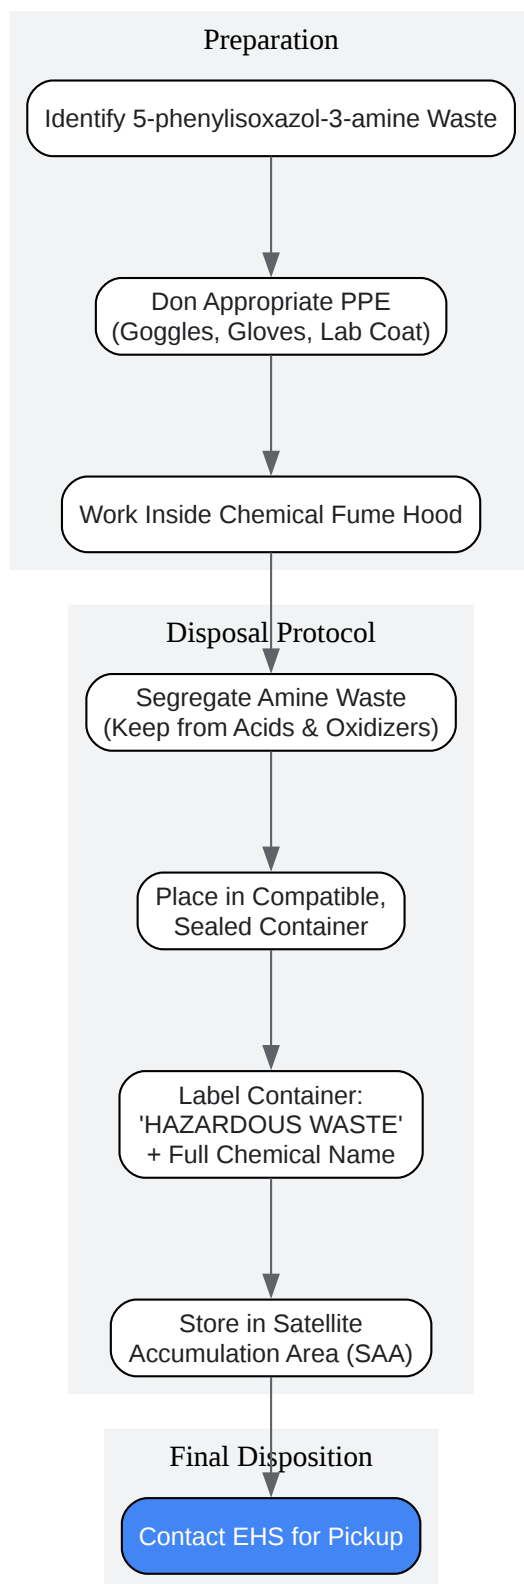 Preparation
Identify 5-phenylisoxazol-3-amine Waste
Don Appropriate PPE
(Goggles, Gloves, Lab Coat)
Work Inside Chemical Fume Hood
Disposal Protocol
Segregate Amine Waste
(Keep from Acids & Oxidizers)
Place in Compatible,
Sealed Container
Label Container:
'HAZARDOUS WASTE'
+ Full Chemical Name
Store in Satellite
Accumulation Area (SAA)
Final Disposition
Contact EHS for Pickup